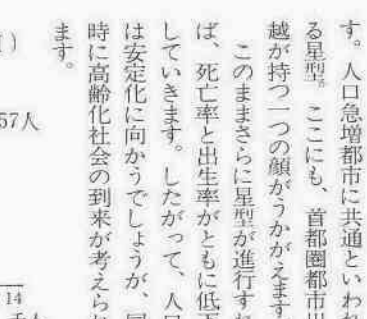 す。人口急増都市に共通といわれ
る星型。ここにも、首都圏都市川
越が持つ一つの顔がうかがえます
このままさらに星型が進行すれ
ば、死亡率と出生率がともに低下
していきます。したがって、人口
は安定化に向かうでしょうが、同
時に高齢化社会の到来が考えられ
ます。
57人
14